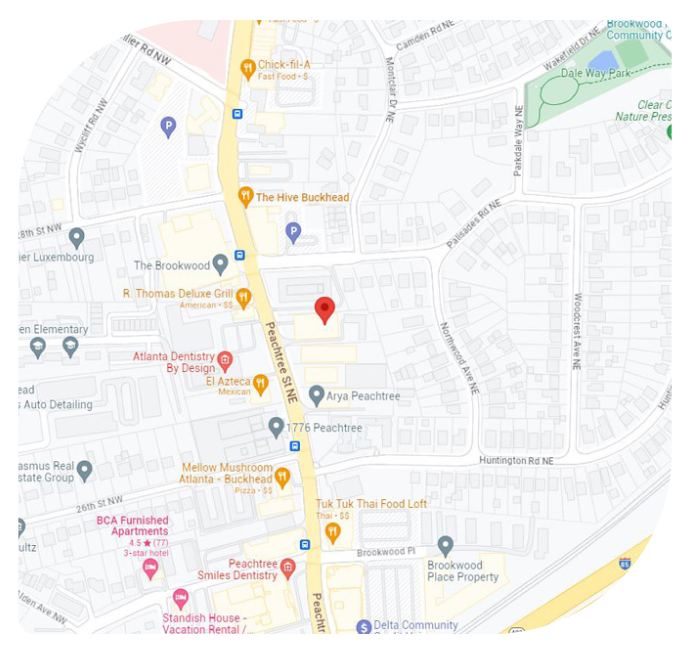 Brookwood
Community C
Camden Rd NE
Wakefield Dr NE
llier Rd NW
Chick-fil-A
Fast Food • $
Montclair Dr NE
Dale Way Park
Clear C
Nature Pres
Wycliff Rd NW
P
Parkdale Way NE
The Hive Buckhead
28th St NW
P
Palisades Rd NE
ier Luxembourg
The Brookwood
R. Thomas Deluxe Grill
American • $$
Peachtree St NE
Woodcrest Ave NE
en Elementary
Northwood Ave NE
Atlanta Dentistry
By Design
El Azteca
Mexican
ead
s Auto Detailing
Arya Peachtree
1776 Peachtree
Huntington Rd NE
asmus Real
state Group
Mellow Mushroom
Atlanta - Buckhead
Pizza • $$
26th St NW
Tuk Tuk Thai Food Loft
Thai • $$
BCA Furnished
Apartments
4.5 ★ (77)
3-star hotel
ultz
Brookwood Pl
Peachtree
Smiles Dentistry
Brookwood
Place Property
85
Alden Ave NW
Standish House -
Vacation Rental /...
Peachtr
$
Delta Community